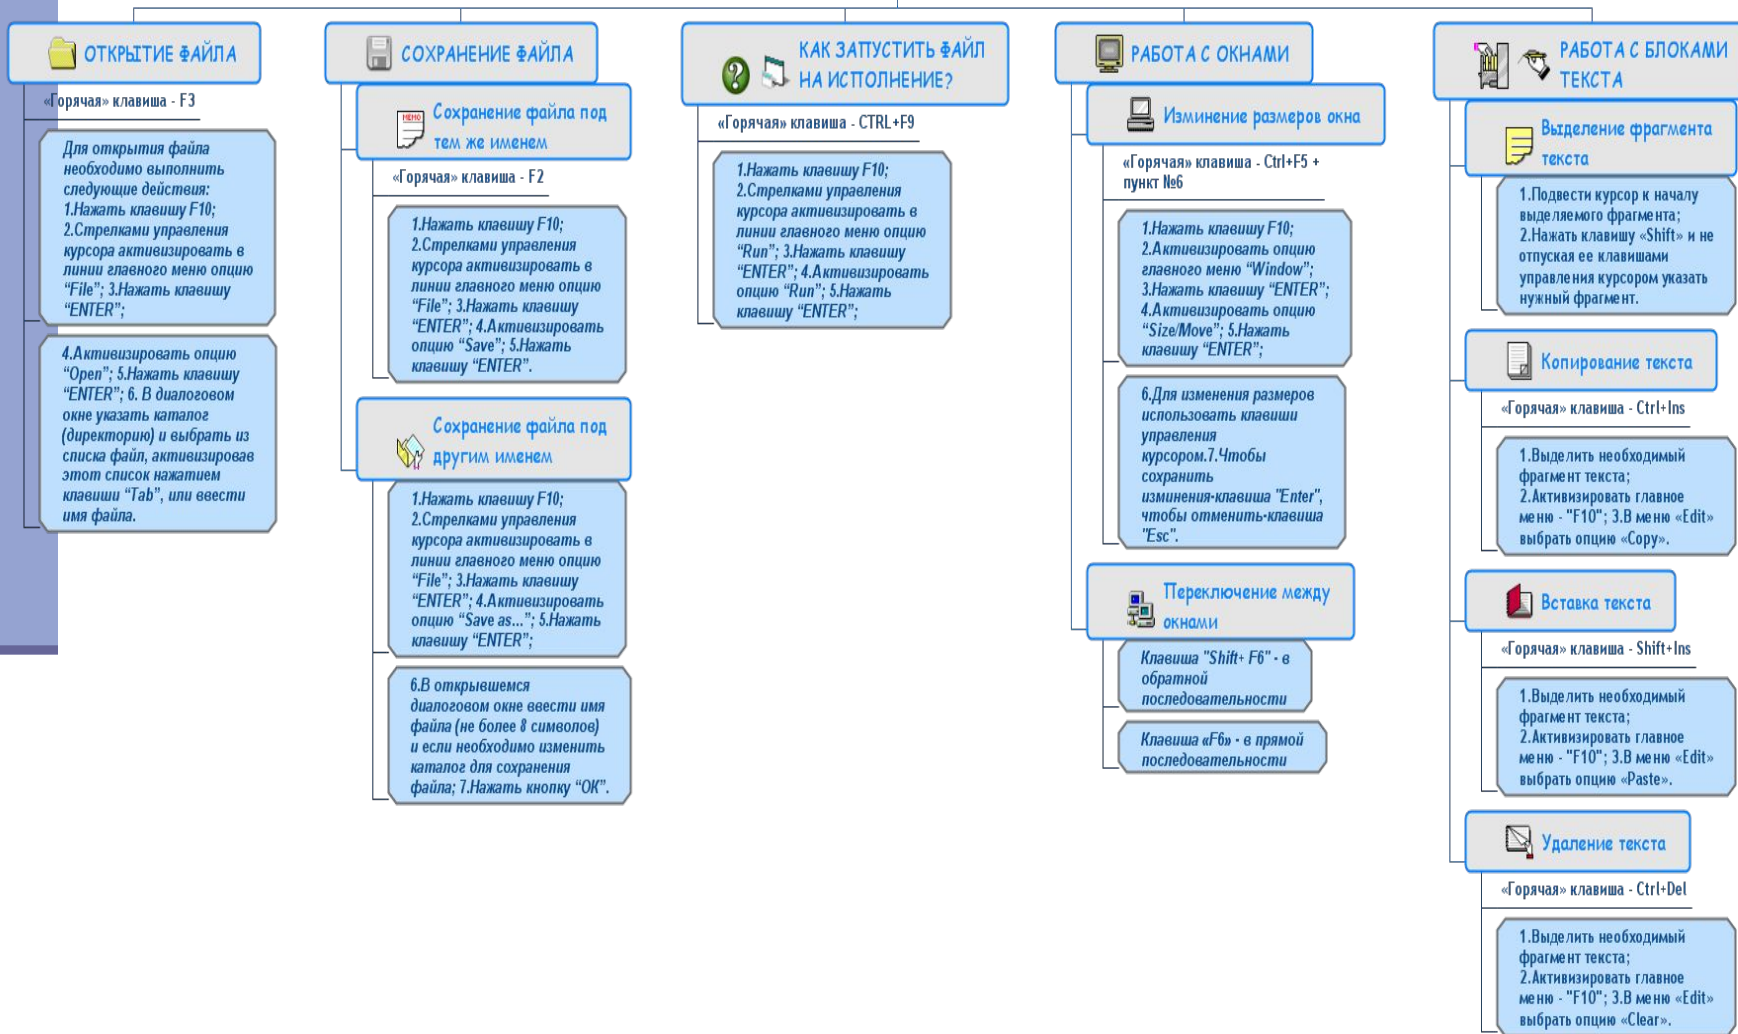 ОТКРЫТИЕ ФАЙЛА
«Горячая» клавиша - F3
Для открытия файла
необходимо выполнить
следующие действия:
1.Нажать клавишу F10;
2.Стрелками управления
курсора активизировать в
линии главного меню опцию
“File”; 3.Нажать клавишу
“ENTER”;
4.Активизировать опцию
“Open”; 5.Нажать клавишу
“ENTER”; 6. В диалоговом
окне указать каталог
(директорию) и выбрать из
списка файл, активизировав
этот список нажатием
клавиши “Tab”, или ввести
имя файла.
СОХРАНЕНИЕ ФАЙЛА
Сохранение файла под
тем же именем
«Горячая» клавиша - F2
1.Нажать клавишу F10;
2.Стрелками управления
курсора активизировать в
линии главного меню опцию
“File”; 3.Нажать клавишу
“ENTER”; 4.Активизировать
опцию “Save”; 5.Нажать
клавишу “ENTER”.
Сохранение файла под
другим именем
1.Нажать клавишу F10;
2.Стрелками управления
курсора активизировать в
линии главного меню опцию
“File”; 3.Нажать клавишу
“ENTER”; 4.Активизировать
опцию “Save as...”; 5.Нажать
клавишу “ENTER”;
6.В открывшемся
диалоговом окне ввести имя
файла (не более 8 символов)
и если необходимо изменить
каталог для сохранения
файла; 7.Нажать кнопку “ОК”.
КАК ЗАПУСТИТЬ ФАЙЛ
НА ИСПОЛНЕНИЕ?
«Горячая» клавиша - CTRL+F9
1.Нажать клавишу F10;
2.Стрелками управления
курсора активизировать в
линии главного меню опцию
“Run”; 3.Нажать клавишу
“ENTER”; 4.Активизировать
опцию “Run”; 5.Нажать
клавишу “ENTER”;
РАБОТА С ОКНАМИ
Изминение размеров окна
«Горячая» клавиша - Ctrl+F5 +
пункт №6
1.Нажать клавишу F10;
2.Активизировать опцию
главного меню “Window”;
3.Нажать клавишу “ENTER”;
4.Активизировать опцию
“Size/Move”; 5.Нажать
клавишу “ENTER”;
6.Для изменения размеров
использовать клавиши
управления
курсором.7.Чтобы
сохранить
изминения-клавиша "Enter",
чтобы отменить-клавиша
"Esc".
Переключение между
окнами
Клавиша "Shift+ F6" - в
обратной
последовательности
Клавиша «F6» - в прямой
последовательности
РАБОТА С БЛОКАМИ
ТЕКСТА
Выделение фрагмента
текста
1.Подвести курсор к началу
выделяемого фрагмента;
2.Нажать клавишу «Shift» и не
отпуская ее клавишами
управления курсором указать
нужный фрагмент.
Копирование текста
«Горячая» клавиша - Ctrl+Ins
1.Выделить необходимый
фрагмент текста;
2.Активизировать главное
меню - "F10"; 3.В меню «Edit»
выбрать опцию «Copy».
Вставка текста
«Горячая» клавиша - Shift+Ins
1.Выделить необходимый
фрагмент текста;
2.Активизировать главное
меню - "F10"; 3.В меню «Edit»
выбрать опцию «Paste».
Удаление текста
«Горячая» клавиша - Ctrl+Del
1.Выделить необходимый
фрагмент текста;
2.Активизировать главное
меню - "F10"; 3.В меню «Edit»
выбрать опцию «Clear».